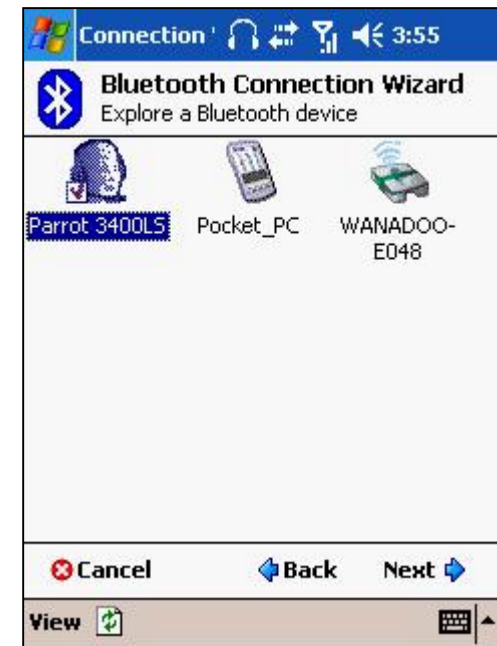 Connection ' 3:55
Bluetooth Connection Wizard
Explore a Bluetooth device
Parrot 3400LS Pocket_PC WANADOO-
E048
Cancel Back Next
View